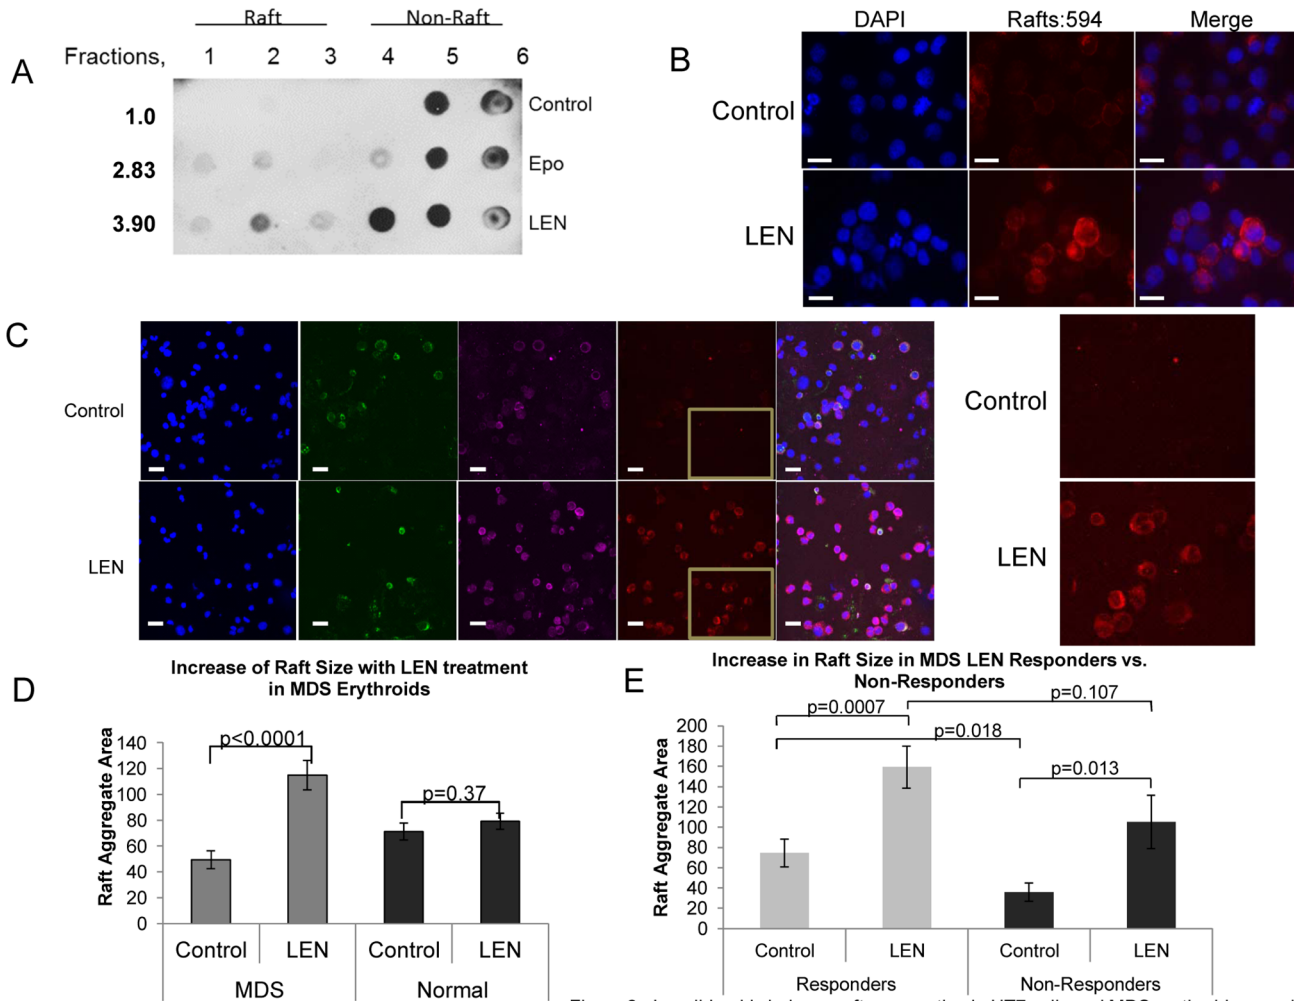 Raft Non-Raft
Fractions, 1 2 3 4 5 6
A
1.0 Control
2.83 Epo
3.90 LEN
B
DAPI Rafts:594 Merge
Control
LEN
C
Control
LEN
Control
LEN
D
Increase of Raft Size with LEN treatment
in MDS Erythroids
Raft Aggregate Area
140
120
100
80
60
40
20
0
p<0.0001
p=0.37
Control LEN Control LEN
MDS Normal
E
Increase in Raft Size in MDS LEN Responders vs.
Non-Responders
Raft Aggregate Area
200
180
160
140
120
100
80
60
40
20
0
p=0.0007
p=0.107
p=0.018
p=0.013
Control LEN Control LEN
Responders Non-Responders